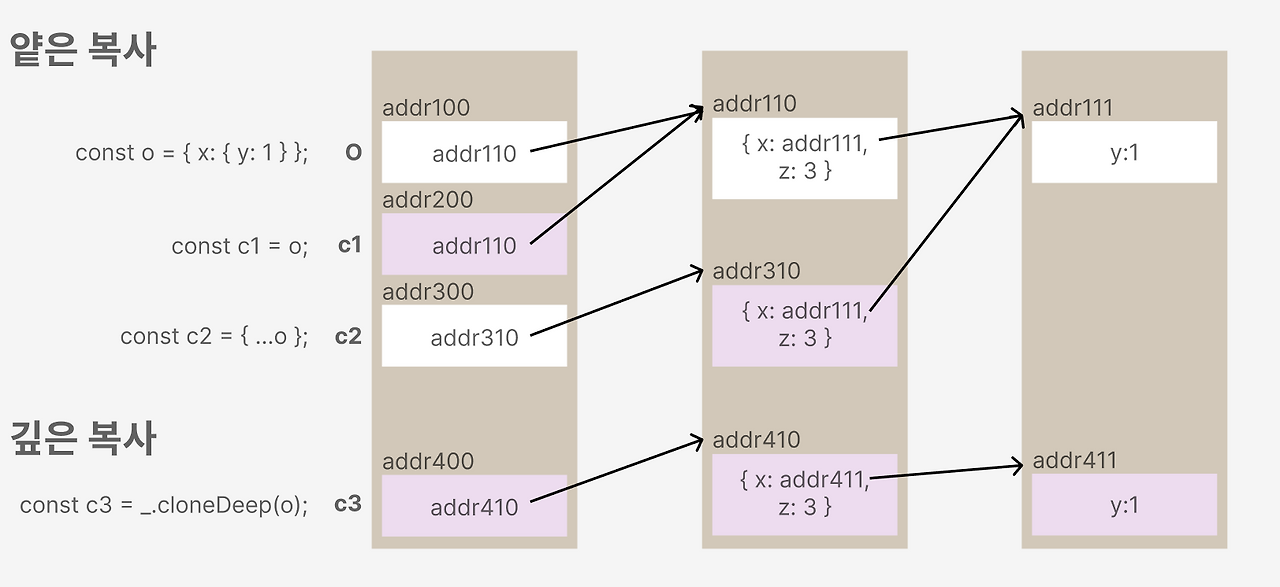 얕은 복사
const o = { x: { y: 1 } };
O
addr100
addr110
const c1 = o;
c1
addr200
addr110
const c2 = { ...o };
c2
addr300
addr310
addr110
{ x: addr111,
z: 3 }
addr310
{ x: addr111,
z: 3 }
addr111
y:1
깊은 복사
const c3 = _.cloneDeep(o);
c3
addr400
addr410
addr410
{ x: addr411,
z: 3 }
addr411
y:1